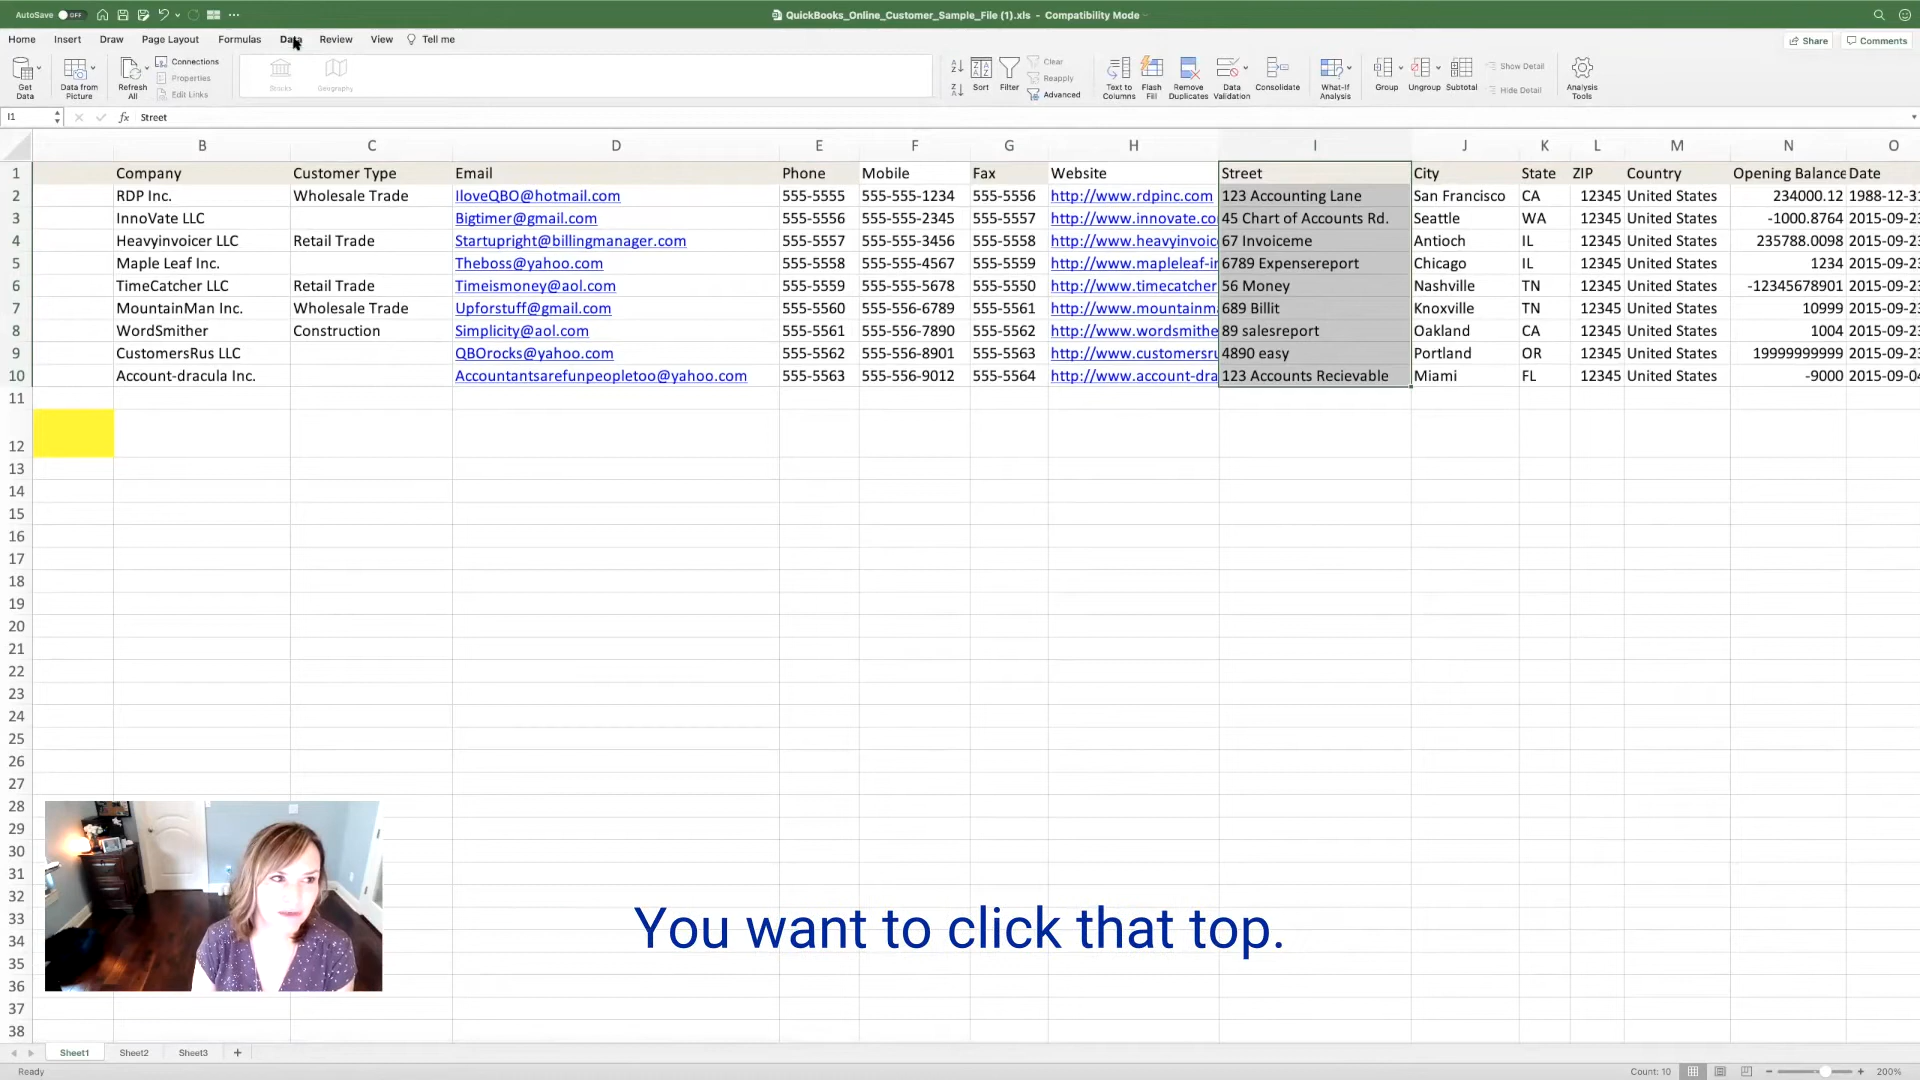 AutoSave OFF
QuickBooks_Online_Customer_Sample_File (1).xls - Compatibility Mode
Home Insert Draw Page Layout Formulas Data Review View Tell me
Share Comments
Get Data
Data from Picture
Refresh All
Connections
Properties
Edit Links
Stocks
Geography
Sort
Filter
Clear
Reapply
Advanced
Text to Columns
Flash Fill
Remove Duplicates
Data Validation
Consolidate
What-If Analysis
Group
Ungroup
Subtotal
Show Detail
Hide Detail
Analysis Tools
I1 fx Street
B C D E F G H I J K L M N O
1 Company Customer Type Email Phone Mobile Fax Website Street City State ZIP Country Opening Balance Date
2 RDP Inc. Wholesale Trade IloveQBO@hotmail.com 555-5555 555-555-1234 555-5556 http://www.rdpinc.com 123 Accounting Lane San Francisco CA 12345 United States 234000.12 1988-12-31
3 InnoVate LLC Bigtimer@gmail.com 555-5556 555-555-2345 555-5557 http://www.innovate.co 45 Chart of Accounts Rd. Seattle WA 12345 United States -1000.8764 2015-09-23
4 Heavyinvoicer LLC Retail Trade Startupright@billingmanager.com 555-5557 555-555-3456 555-5558 http://www.heavyinvoic 67 Invoiceme Antioch IL 12345 United States 235788.0098 2015-09-23
5 Maple Leaf Inc. Theboss@yahoo.com 555-5558 555-555-4567 555-5559 http://www.mapleleaf-i 6789 Expensereport Chicago IL 12345 United States 1234 2015-09-23
6 TimeCatcher LLC Retail Trade Timeismoney@aol.com 555-5559 555-555-5678 555-5550 http://www.timecatcher 56 Money Nashville TN 12345 United States -12345678901 2015-09-23
7 MountainMan Inc. Wholesale Trade Upforstuff@gmail.com 555-5560 555-556-6789 555-5561 http://www.mountainm 689 Billit Knoxville TN 12345 United States 10999 2015-09-23
8 WordSmither Construction Simplicity@aol.com 555-5561 555-556-7890 555-5562 http://www.wordsmithe 89 salesreport Oakland CA 12345 United States 1004 2015-09-23
9 CustomersRus LLC QBOrocks@yahoo.com 555-5562 555-556-8901 555-5563 http://www.customersru 4890 easy Portland OR 12345 United States 19999999999 2015-09-23
10 Account-dracula Inc. Accountantsarefunpeopletoo@yahoo.com 555-5563 555-556-9012 555-5564 http://www.account-dra 123 Accounts Recievable Miami FL 12345 United States -9000 2015-09-04
11
12
13
14
15
16
17
18
19
20
21
22
23
24
25
26
27
28
29
30
31
32
33
34
35
36
37
38
You want to click that top.
Sheet1 Sheet2 Sheet3 +
Ready Count: 10 200%